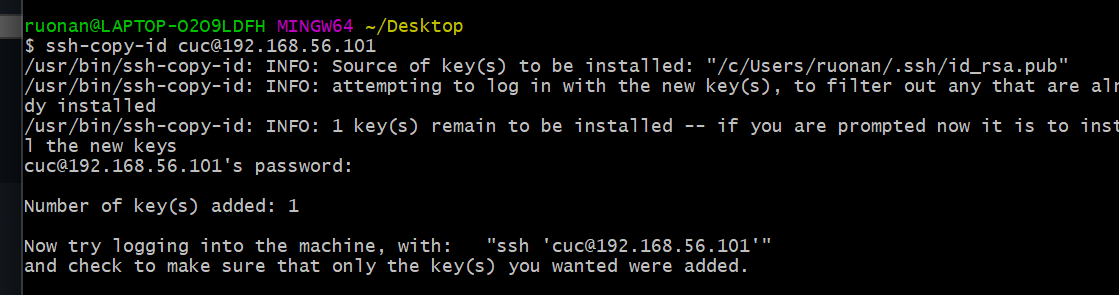 ruonan@LAPTOP-O2O9LDFH MINGW64 ~/Desktop
$ ssh-copy-id cuc@192.168.56.101
/usr/bin/ssh-copy-id: INFO: Source of key(s) to be installed: "/c/Users/ruonan/.ssh/id_rsa.pub"
/usr/bin/ssh-copy-id: INFO: attempting to log in with the new key(s), to filter out any that are alr
dy installed
/usr/bin/ssh-copy-id: INFO: 1 key(s) remain to be installed -- if you are prompted now it is to inst
l the new keys
cuc@192.168.56.101's password:
Number of key(s) added: 1
Now try logging into the machine, with:   "ssh 'cuc@192.168.56.101'"
and check to make sure that only the key(s) you wanted were added.